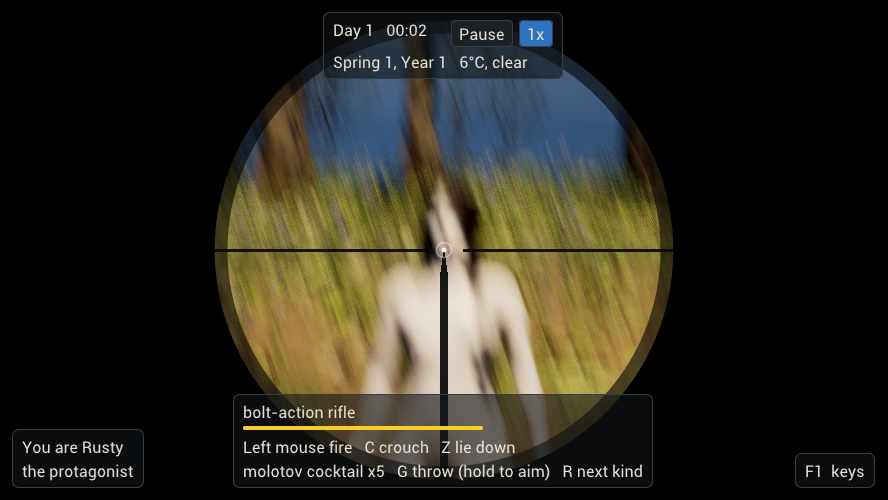 Day 1 00:02 Pause 1x
Spring 1, Year 1 6°C, clear
bolt-action rifle
Left mouse fire C crouch Z lie down
molotov cocktail x5 G throw (hold to aim) R next kind
You are Rusty
the protagonist
F1 keys